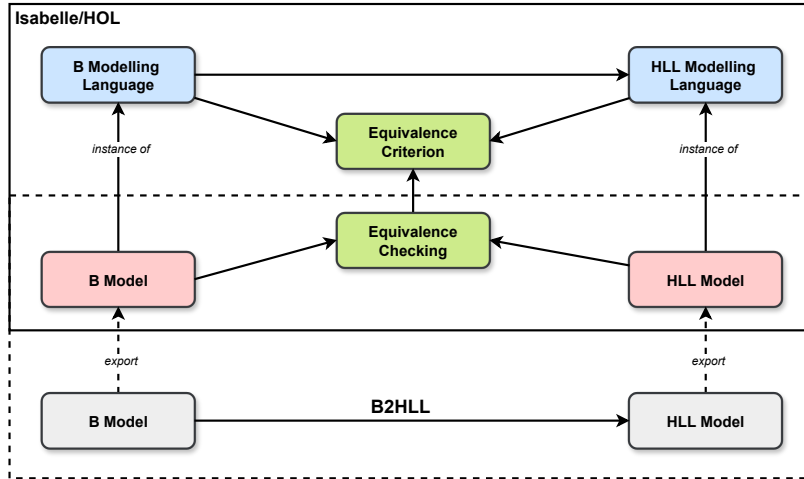 Isabelle/HOL
B Modelling
Language
HLL Modelling
Language
Equivalence
Criterion
instance of
instance of
Equivalence
Checking
B Model
HLL Model
export
export
B2HLL
B Model
HLL Model